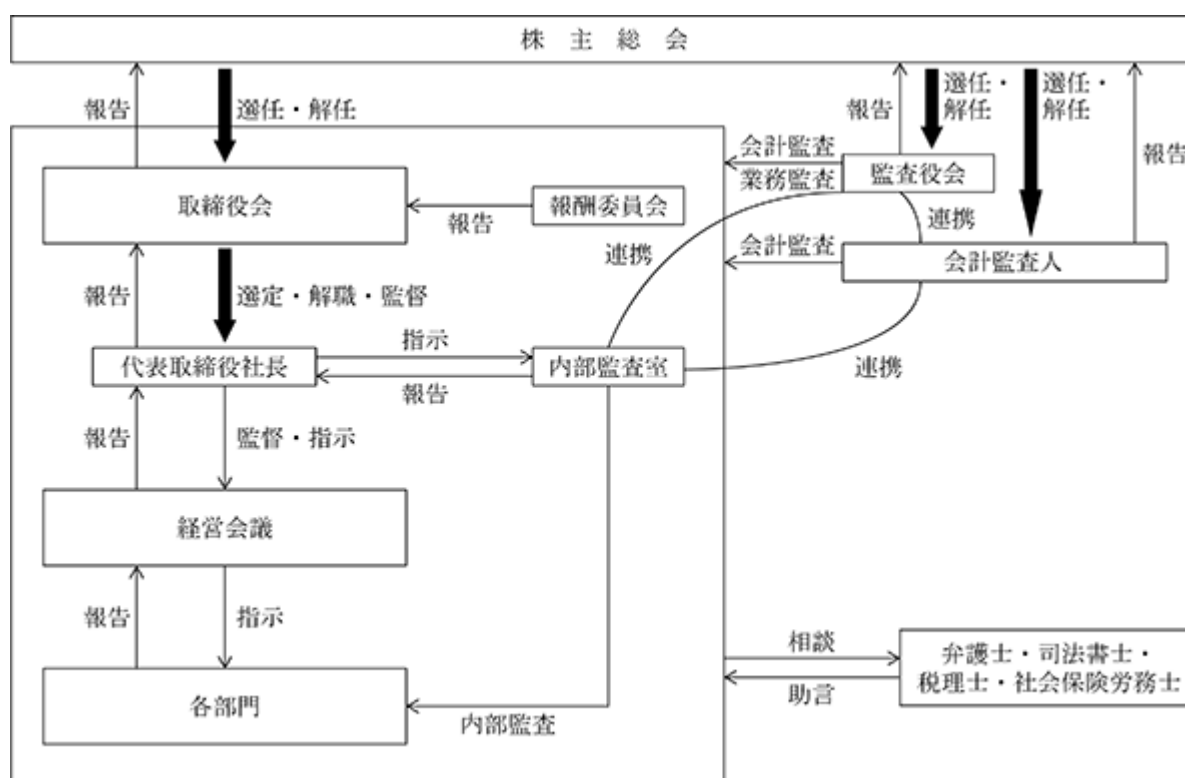 株主総会
報告
選任・解任
報告
選任・
解任
選任・
解任
報告
会計監査
業務監査
監査役会
取締役会
報告
報酬委員会
連携
連携
会計監査
会計監査人
報告
選定・解職・監督
代表取締役社長
指示
報告
内部監査室
連携
報告
監督・指示
経営会議
報告
指示
相談
助言
弁護士・司法書士・
税理士・社会保険労務士
各部門
内部監査